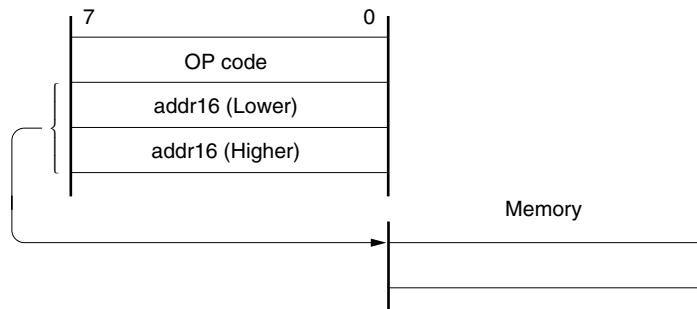 7 0
OP code
addr16 (Lower)
addr16 (Higher)
Memory